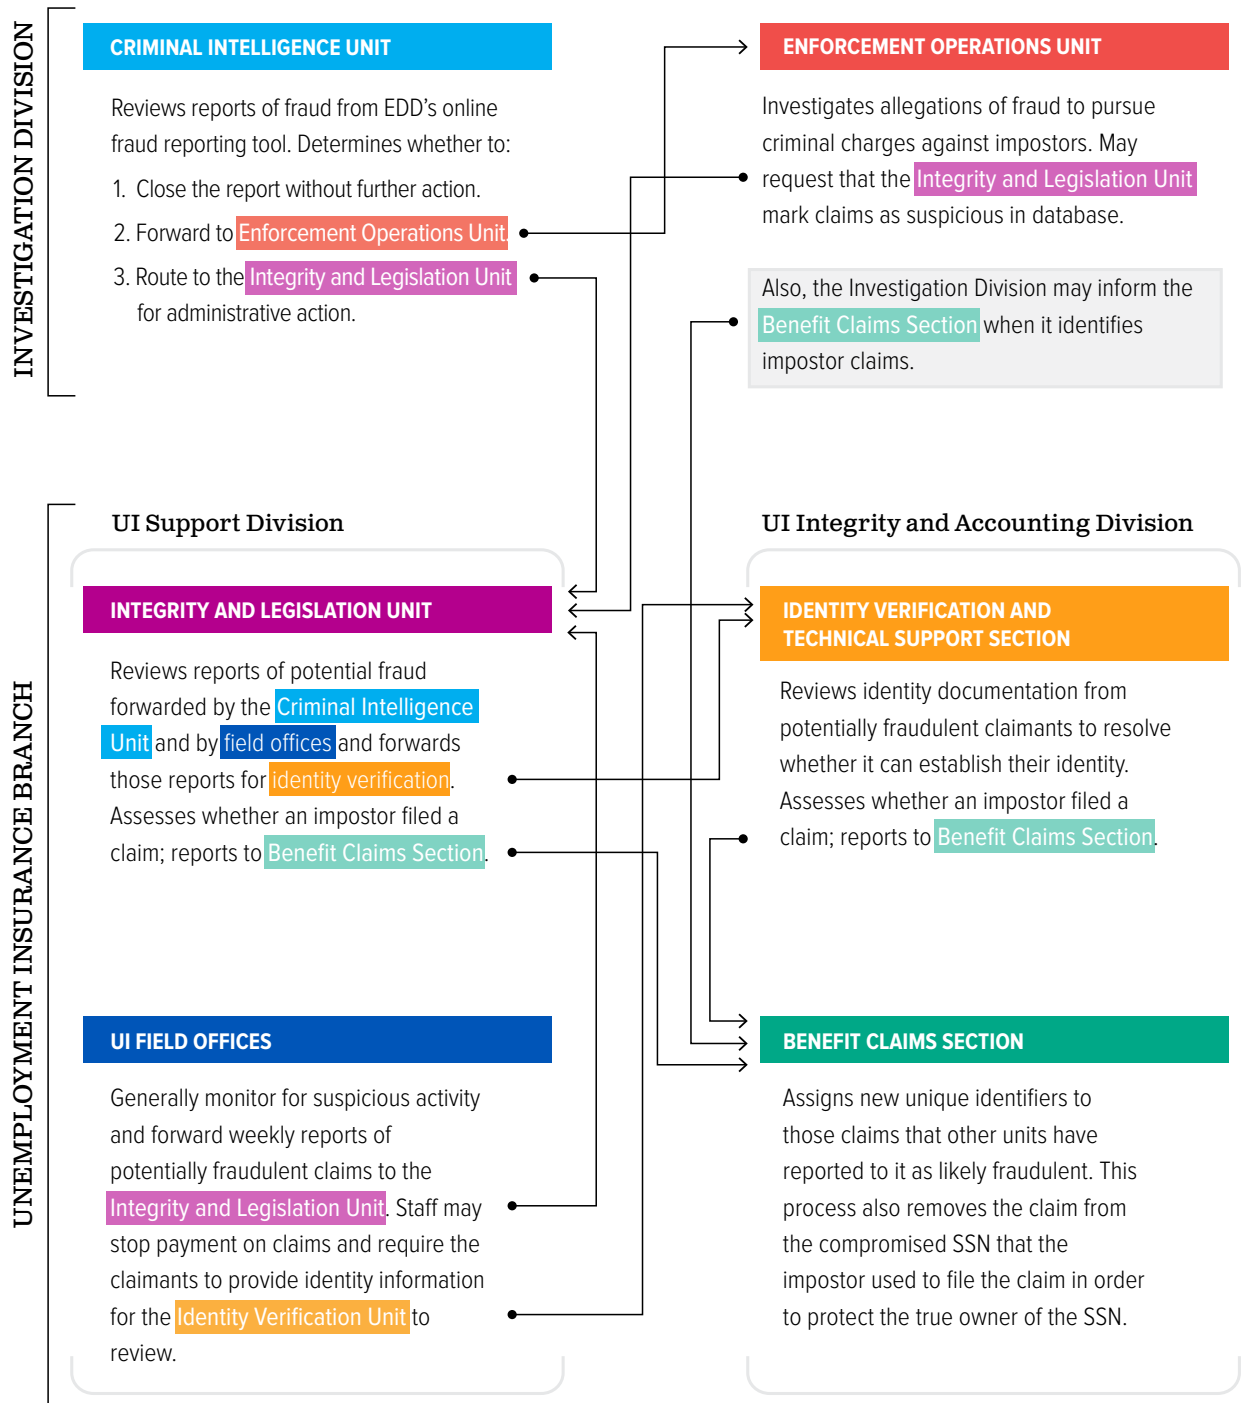 INVESTIGATION DIVISION
CRIMINAL INTELLIGENCE UNIT
Reviews reports of fraud from EDD's online
fraud reporting tool. Determines whether to:
1. Close the report without further action.
2. Forward to Enforcement Operations Unit.
3. Route to the Integrity and Legislation Unit
for administrative action.
ENFORCEMENT OPERATIONS UNIT
Investigates allegations of fraud to pursue
criminal charges against impostors. May
request that the Integrity and Legislation Unit
mark claims as suspicious in database.
Also, the Investigation Division may inform the
Benefit Claims Section when it identifies
impostor claims.
UNEMPLOYMENT INSURANCE BRANCH
UI Support Division
INTEGRITY AND LEGISLATION UNIT
Reviews reports of potential fraud
forwarded by the Criminal Intelligence
Unit and by field offices and forwards
those reports for identity verification.
Assesses whether an impostor filed a
claim; reports to Benefit Claims Section.
UI FIELD OFFICES
Generally monitor for suspicious activity
and forward weekly reports of
potentially fraudulent claims to the
Integrity and Legislation Unit. Staff may
stop payment on claims and require the
claimants to provide identity information
for the Identity Verification Unit to
review.
UI Integrity and Accounting Division
IDENTITY VERIFICATION AND
TECHNICAL SUPPORT SECTION
Reviews identity documentation from
potentially fraudulent claimants to resolve
whether it can establish their identity.
Assesses whether an impostor filed a
claim; reports to Benefit Claims Section.
BENEFIT CLAIMS SECTION
Assigns new unique identifiers to
those claims that other units have
reported to it as likely fraudulent. This
process also removes the claim from
the compromised SSN that the
impostor used to file the claim in order
to protect the true owner of the SSN.